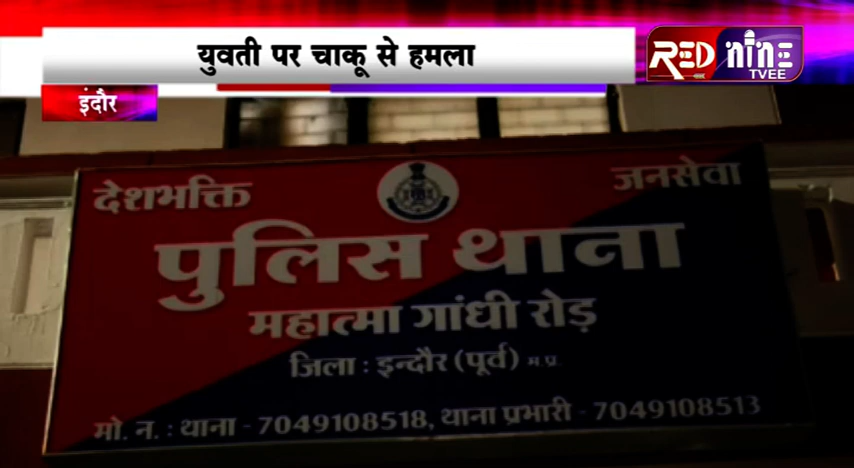 युवती पर चाकू से हमला
RED NINE
TVEE
इंदौर
देशभक्ति जनसेवा
पुलिस थाना
महात्मा गांधी रोड़
जिला : इन्दौर (पूर्व) म.प्र.
मो. न. : थाना - 7049108518, थाना प्रभारी - 7049108513